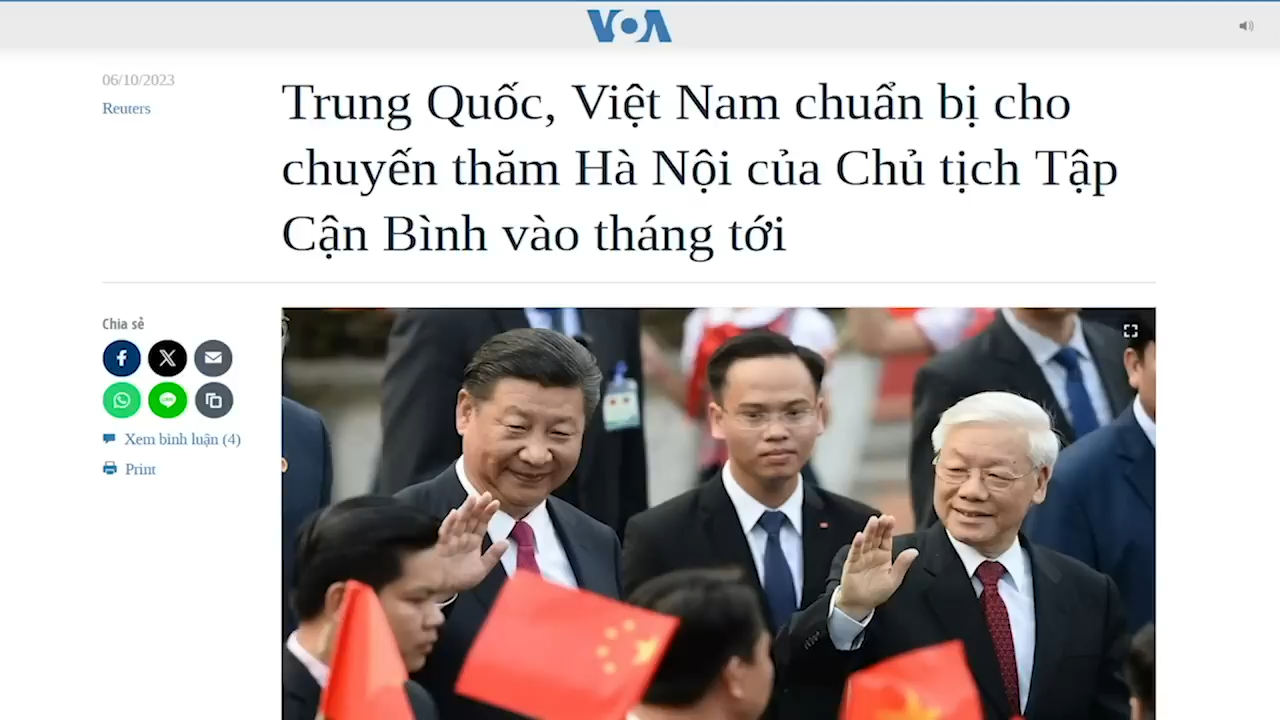 VOA
06/10/2023
Reuters
Trung Quốc, Việt Nam chuẩn bị cho
chuyến thăm Hà Nội của Chủ tịch Tập
Cận Bình vào tháng tới
Chia sẻ
Xem bình luận (4)
Print